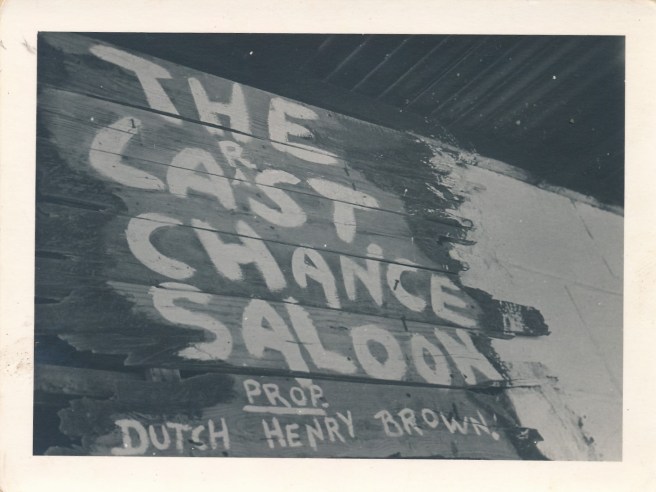 THE
R
LAST
CHANCE
SALOON
PROP.
DUTCH HENRY BROWN!